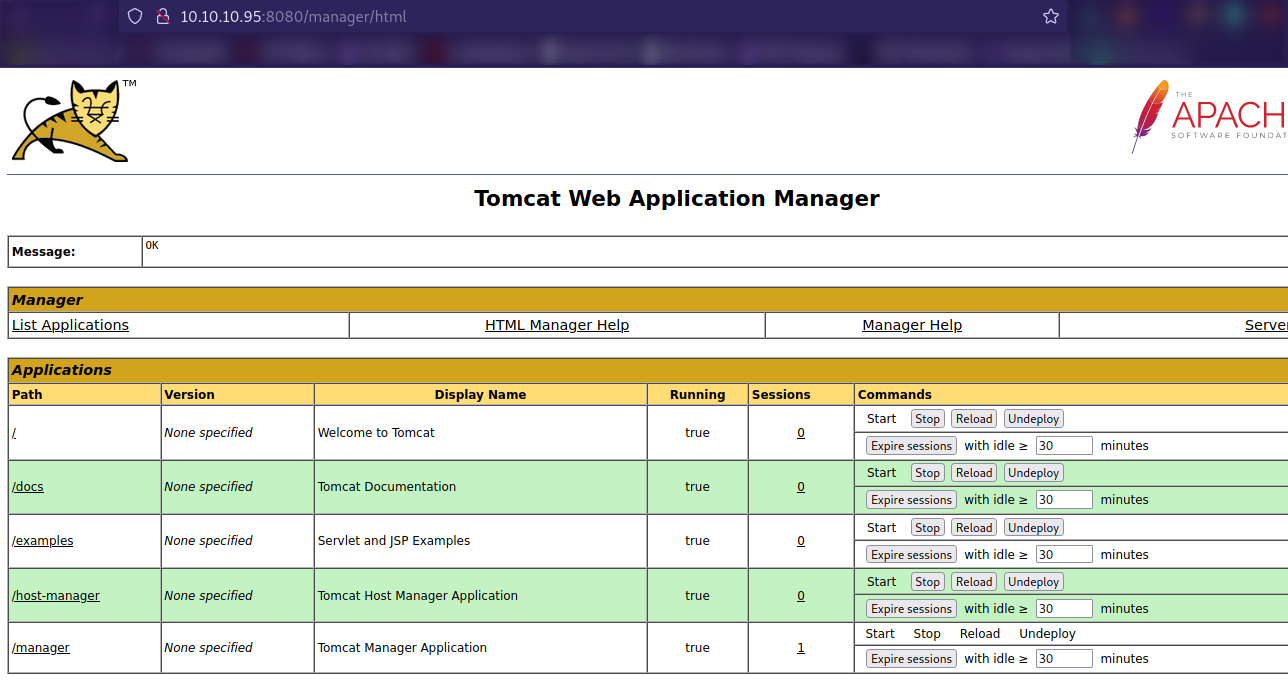 10.10.10.95:8080/manager/html
TM
THE
APACH
SOFTWARE FOUNDAT
Tomcat Web Application Manager
Message: OK
Manager
List Applications HTML Manager Help Manager Help Server
Applications
Path Version Display Name Running Sessions Commands
/ None specified Welcome to Tomcat true 0 Start Stop Reload Undeploy
Expire sessions with idle ≥ 30 minutes
/docs None specified Tomcat Documentation true 0 Start Stop Reload Undeploy
Expire sessions with idle ≥ 30 minutes
/examples None specified Servlet and JSP Examples true 0 Start Stop Reload Undeploy
Expire sessions with idle ≥ 30 minutes
/host-manager None specified Tomcat Host Manager Application true 0 Start Stop Reload Undeploy
Expire sessions with idle ≥ 30 minutes
/manager None specified Tomcat Manager Application true 1 Start Stop Reload Undeploy
Expire sessions with idle ≥ 30 minutes